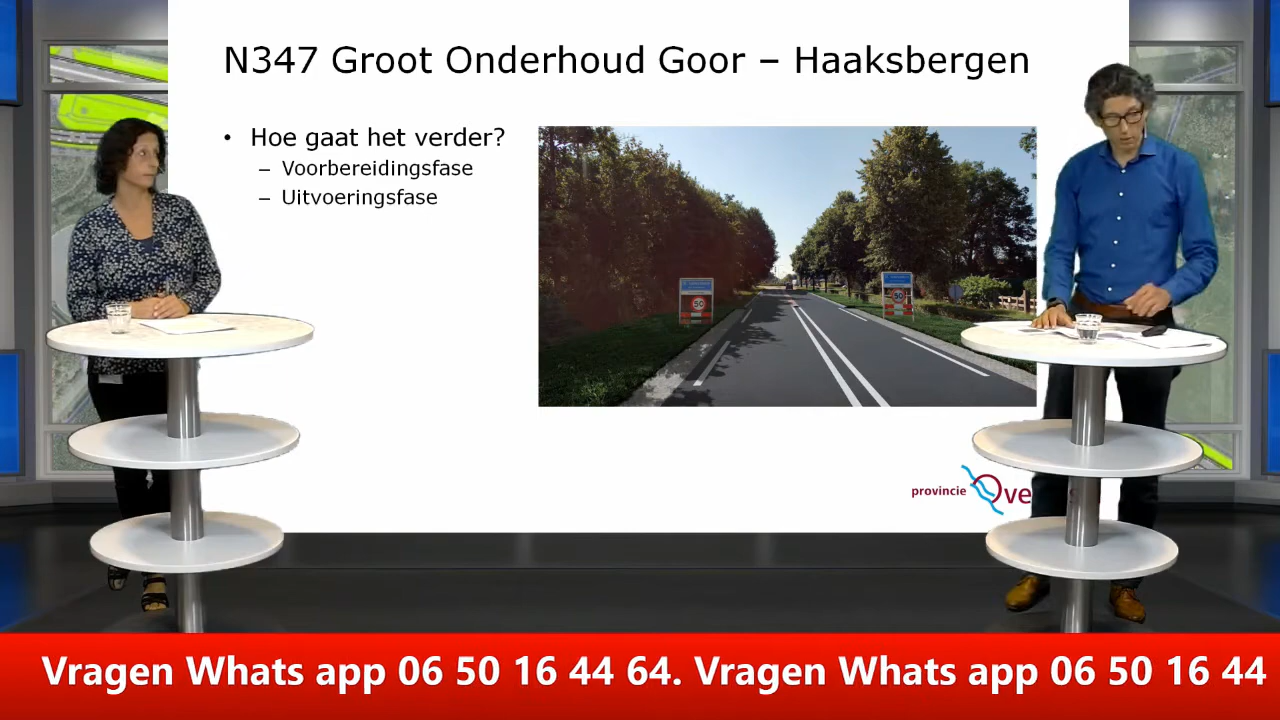 N347 Groot Onderhoud Goor – Haaksbergen
• Hoe gaat het verder?
– Voorbereidingsfase
– Uitvoeringsfase
50
50
provincie Ove
Vragen Whats app 06 50 16 44 64. Vragen Whats app 06 50 16 44